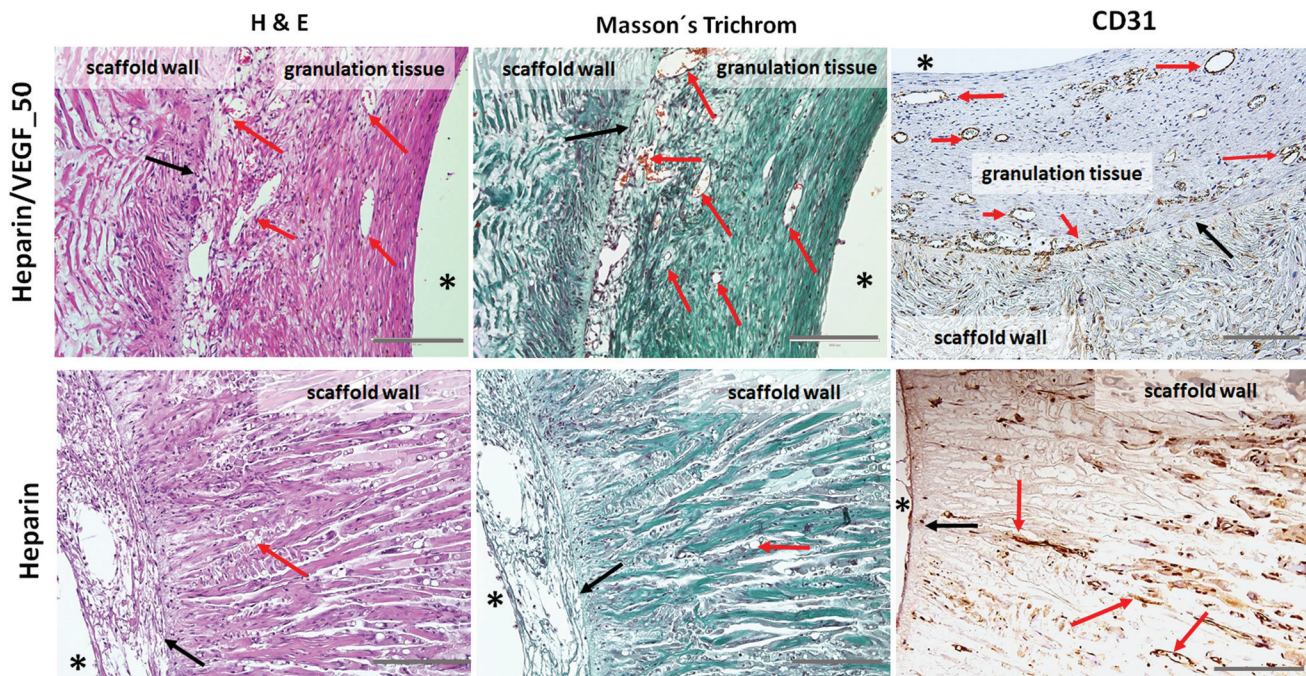 H & E
Masson´s Trichrom
CD31
Heparin/VEGF_50
scaffold wall
granulation tissue
*
scaffold wall
granulation tissue
*
*
granulation tissue
scaffold wall
Heparin
scaffold wall
*
scaffold wall
*
scaffold wall
*